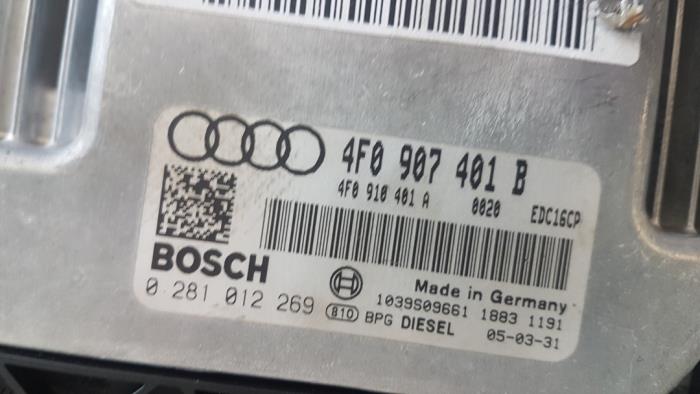 4F0 907 401 B
4F0 910 401 A 0020 EDC16CP
BOSCH
Made in Germany
0 281 012 269 810 BPG DIESEL 1039S09661 1883 1191
05-03-31